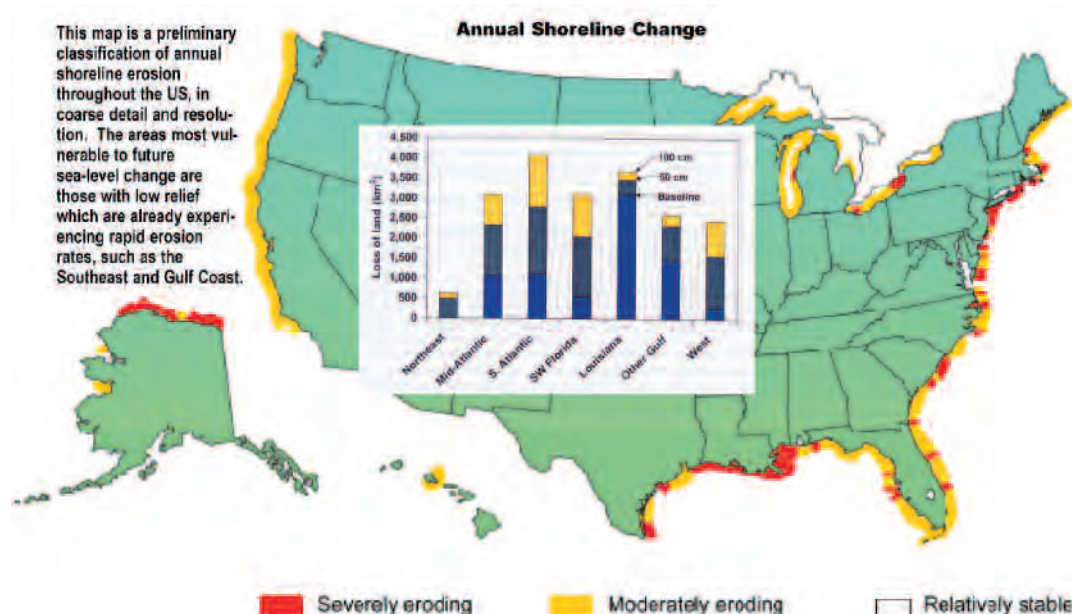 Annual Shoreline Change
This map is a preliminary
classification of annual
shoreline erosion
throughout the US, in
coarse detail and resolu-
tion. The areas most vul-
nerable to future
sea-level change are
those with low relief
which are already experi-
encing rapid erosion
rates, such as the
Southeast and Gulf Coast.
Loss of land (km²)
4,500
4,000
3,500
3,000
2,500
2,000
1,500
1,000
500
0
100 cm
50 cm
Baseline
Northeast
Mid-Atlantic
S. Atlantic
SW Florida
Louisiana
Other Gulf
West
Severely eroding
Moderately eroding
Relatively stable